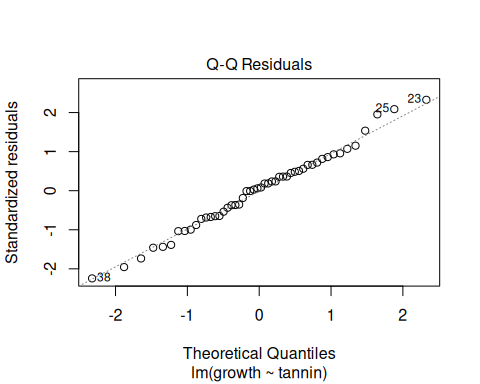 Q-Q Residuals
Standardized residuals
2
1
0
-1
-2
23
25
38
-2 -1 0 1 2
Theoretical Quantiles
lm(growth ~ tannin)